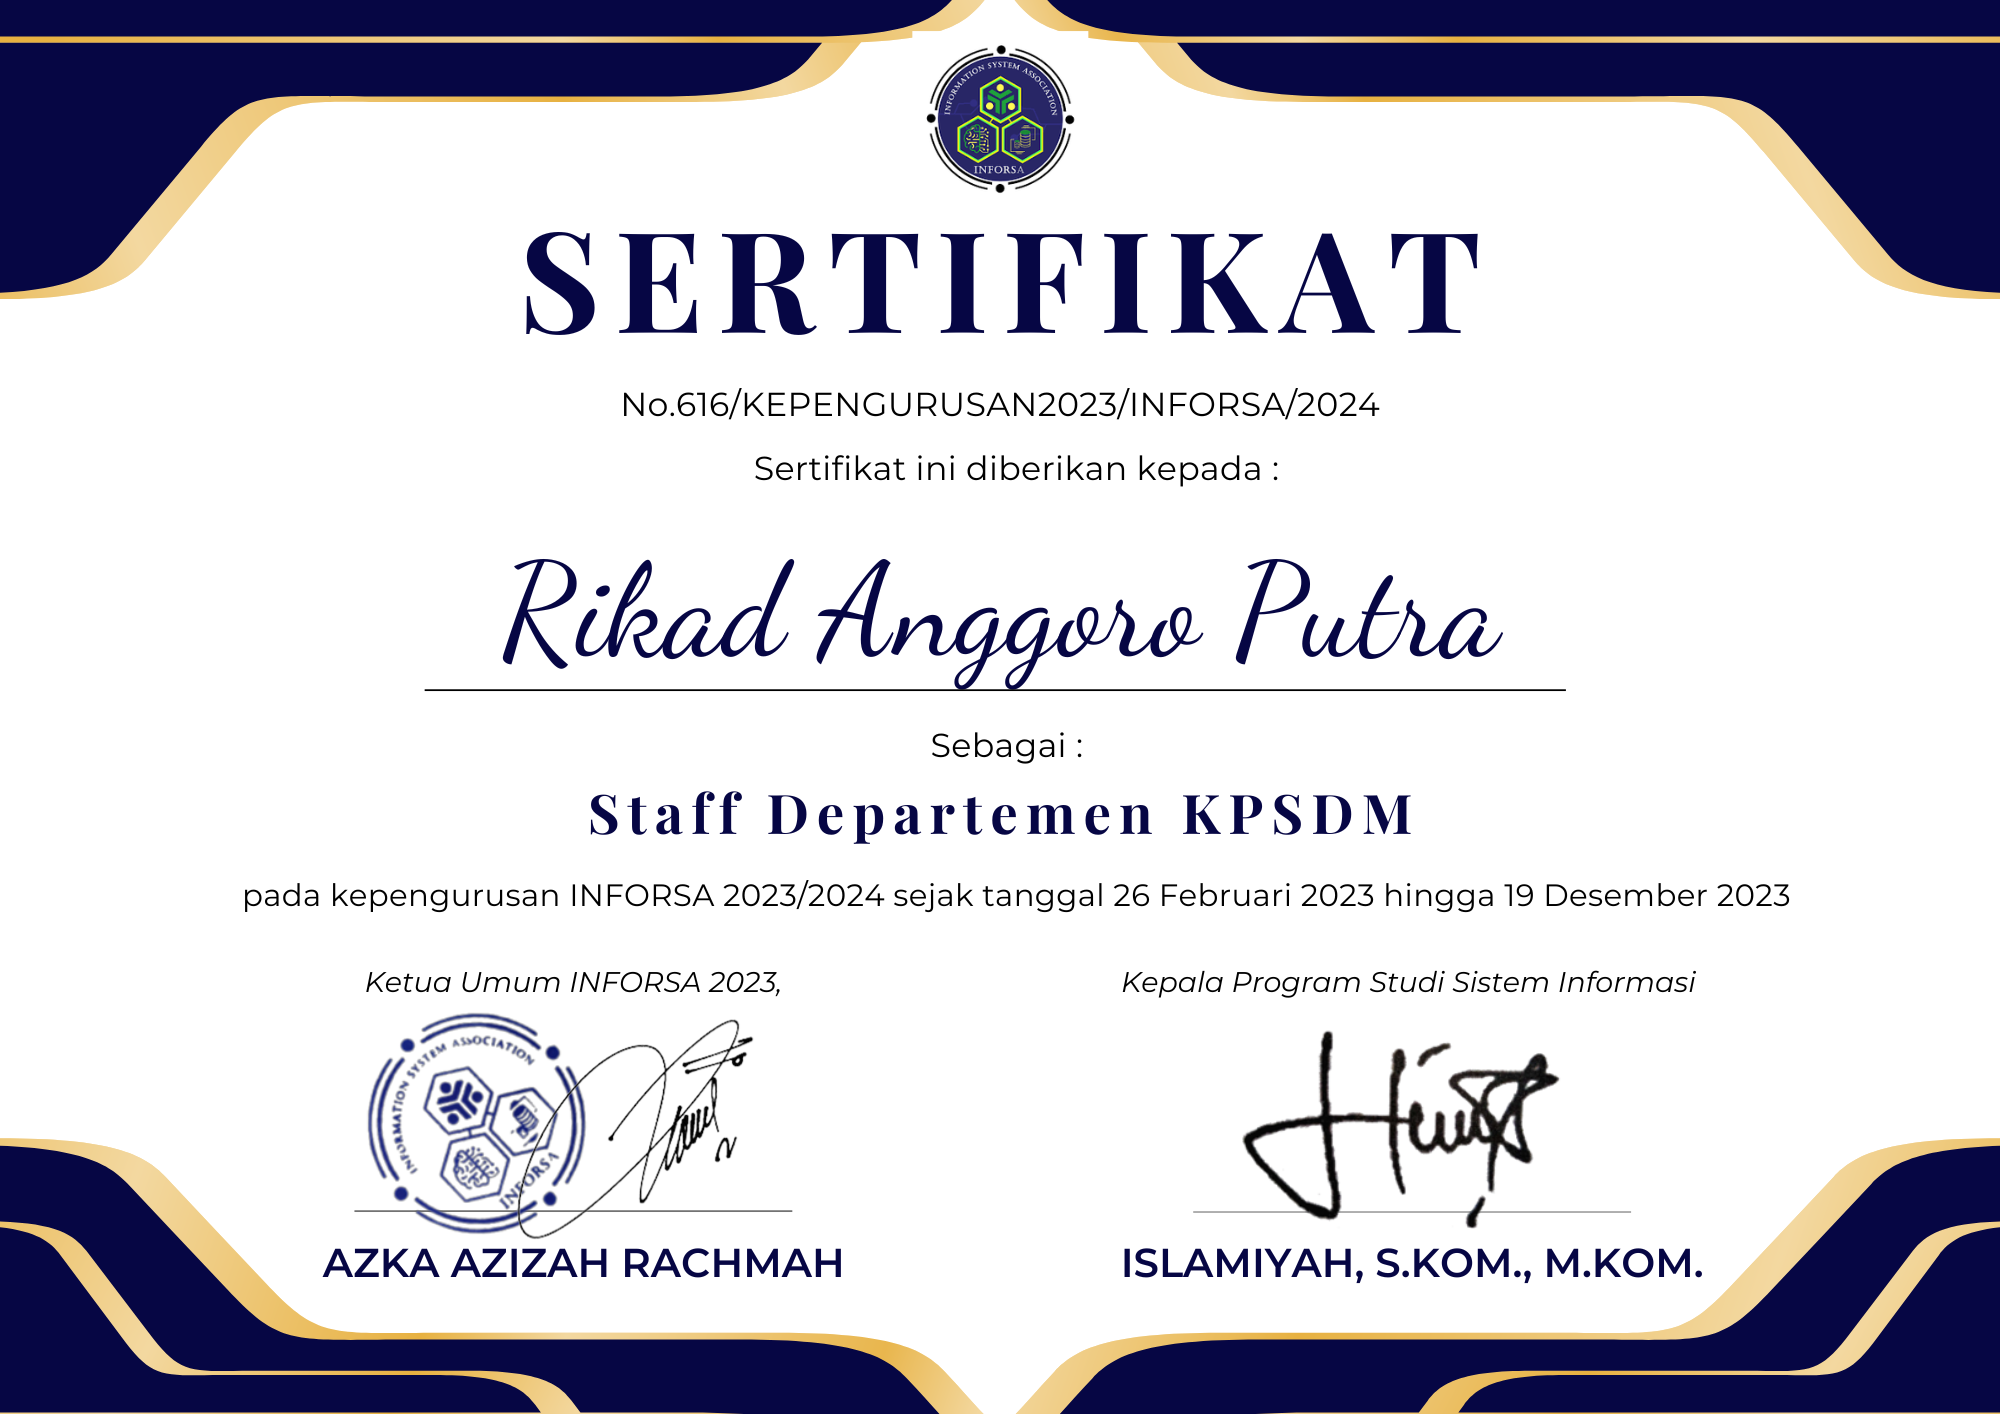 INFORMATION SYSTEM ASSOCIATION
INFORSA
SERTIFIKAT
No.616/KEPENGURUSAN2023/INFORSA/2024
Sertifikat ini diberikan kepada :
Rikad Anggoro Putra
Sebagai :
Staff Departemen KPSDM
pada kepengurusan INFORSA 2023/2024 sejak tanggal 26 Februari 2023 hingga 19 Desember 2023
Ketua Umum INFORSA 2023,
Kepala Program Studi Sistem Informasi
INFORMATION SYSTEM ASSOCIATION
INFORSA
AZKA AZIZAH RACHMAH
ISLAMIYAH, S.KOM., M.KOM.